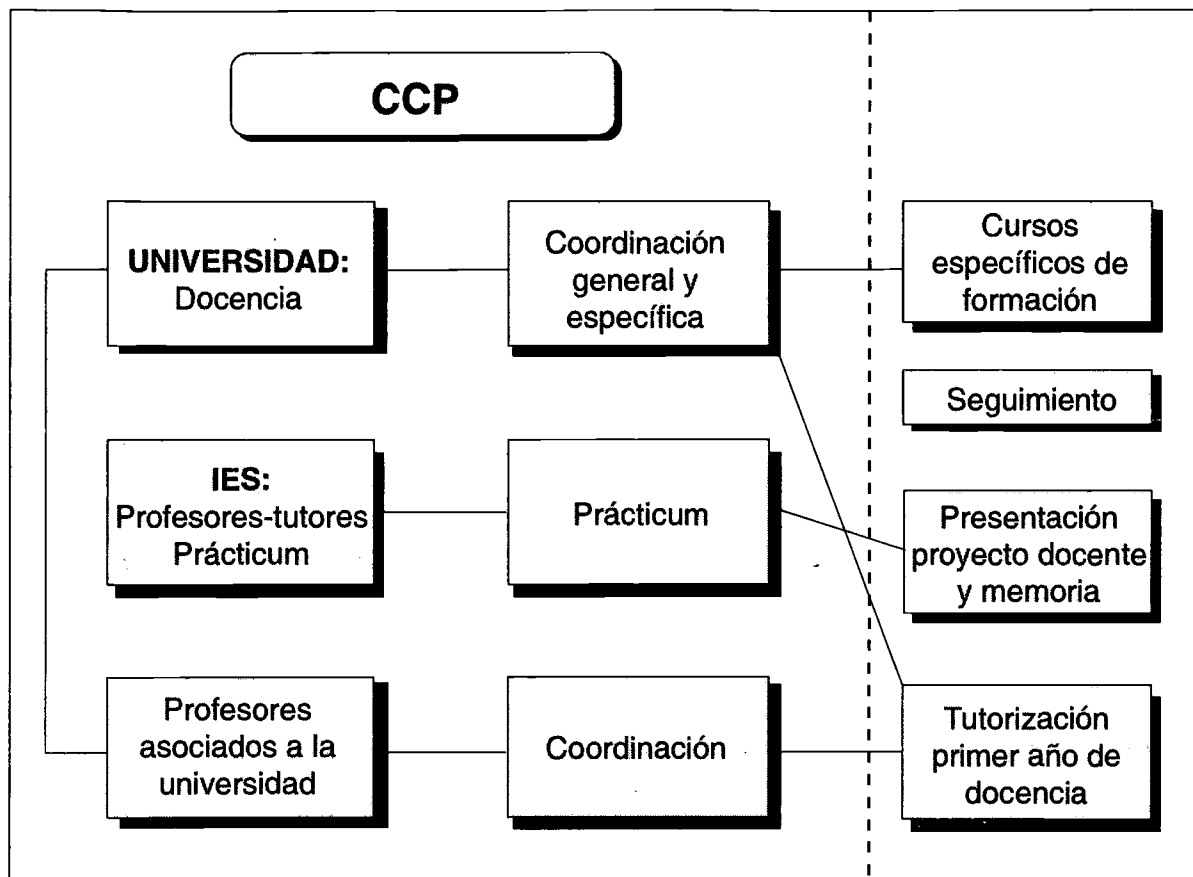 CCP
UNIVERSIDAD:
Docencia
Coordinación
general y
específica
Cursos
específicos de
formación
Seguimiento
IES:
Profesores-tutores
Prácticum
Prácticum
Presentación
proyecto docente
y memoria
Profesores
asociados a la
universidad
Coordinación
Tutorización
primer año de
docencia